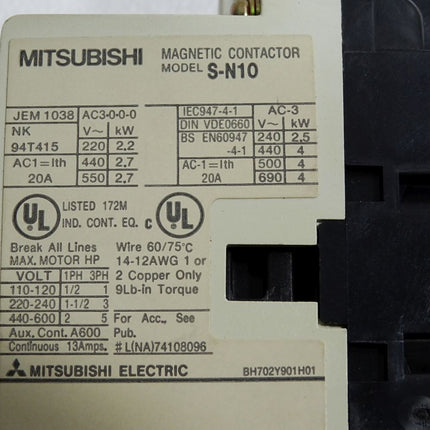 MITSUBISHI MAGNETIC CONTACTOR
MODEL S-N10
JEM 1038 AC3-0-0-0
NK V~ kW
94T415 220 2.2
AC1=Ith 440 2.7
20A 550 2.7
IEC947-4-1 AC-3
DIN VDE0660 V~ kW
BS EN60947 240 2.5
-4-1 440 4
AC-1=Ith 500 4
20A 690 4
UL LISTED 172M
IND. CONT. EQ. C UL
Break All Lines
MAX. MOTOR HP
VOLT 1PH 3PH
110-120 1/2 1
220-240 1-1/2 3
440-600 2 5
Aux. Cont. A600
Continuous 13Amps.
Wire 60/75℃
14-12AWG 1 or
2 Copper Only
9Lb-in Torque
For Acc., See
Pub.
#L(NA)74108096
MITSUBISHI ELECTRIC BH702Y901H01